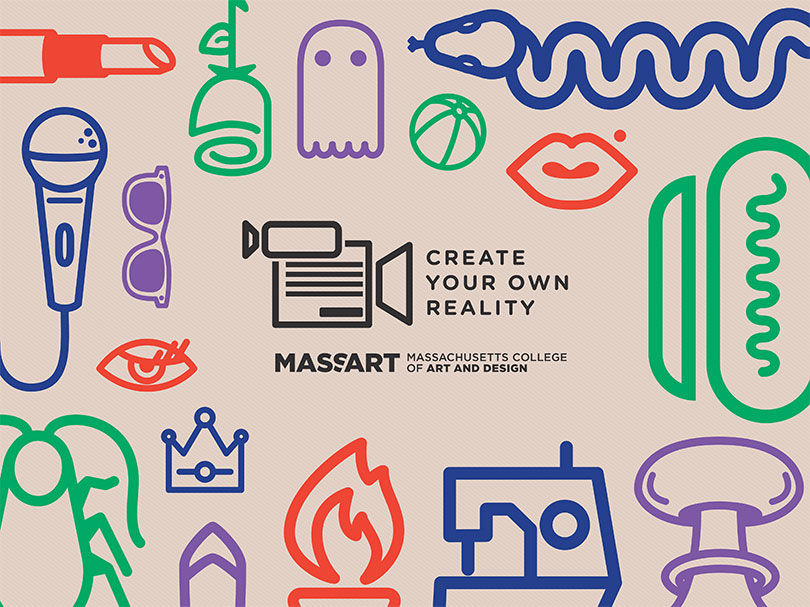 CREATE
YOUR OWN
REALITY
MASSART MASSACHUSETTS COLLEGE
OF ART AND DESIGN